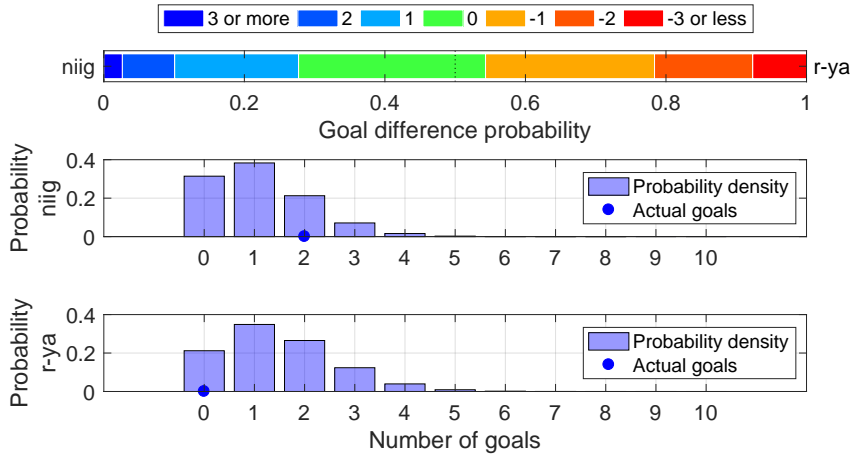 3 or more 2 1 0 -1 -2 -3 or less
niig r-ya
0 0.2 0.4 0.6 0.8 1
Goal difference probability
0.4
0.2
0
Probability
niig
Probability density
Actual goals
0 1 2 3 4 5 6 7 8 9 10
0.4
0.2
0
Probability
r-ya
Probability density
Actual goals
0 1 2 3 4 5 6 7 8 9 10
Number of goals